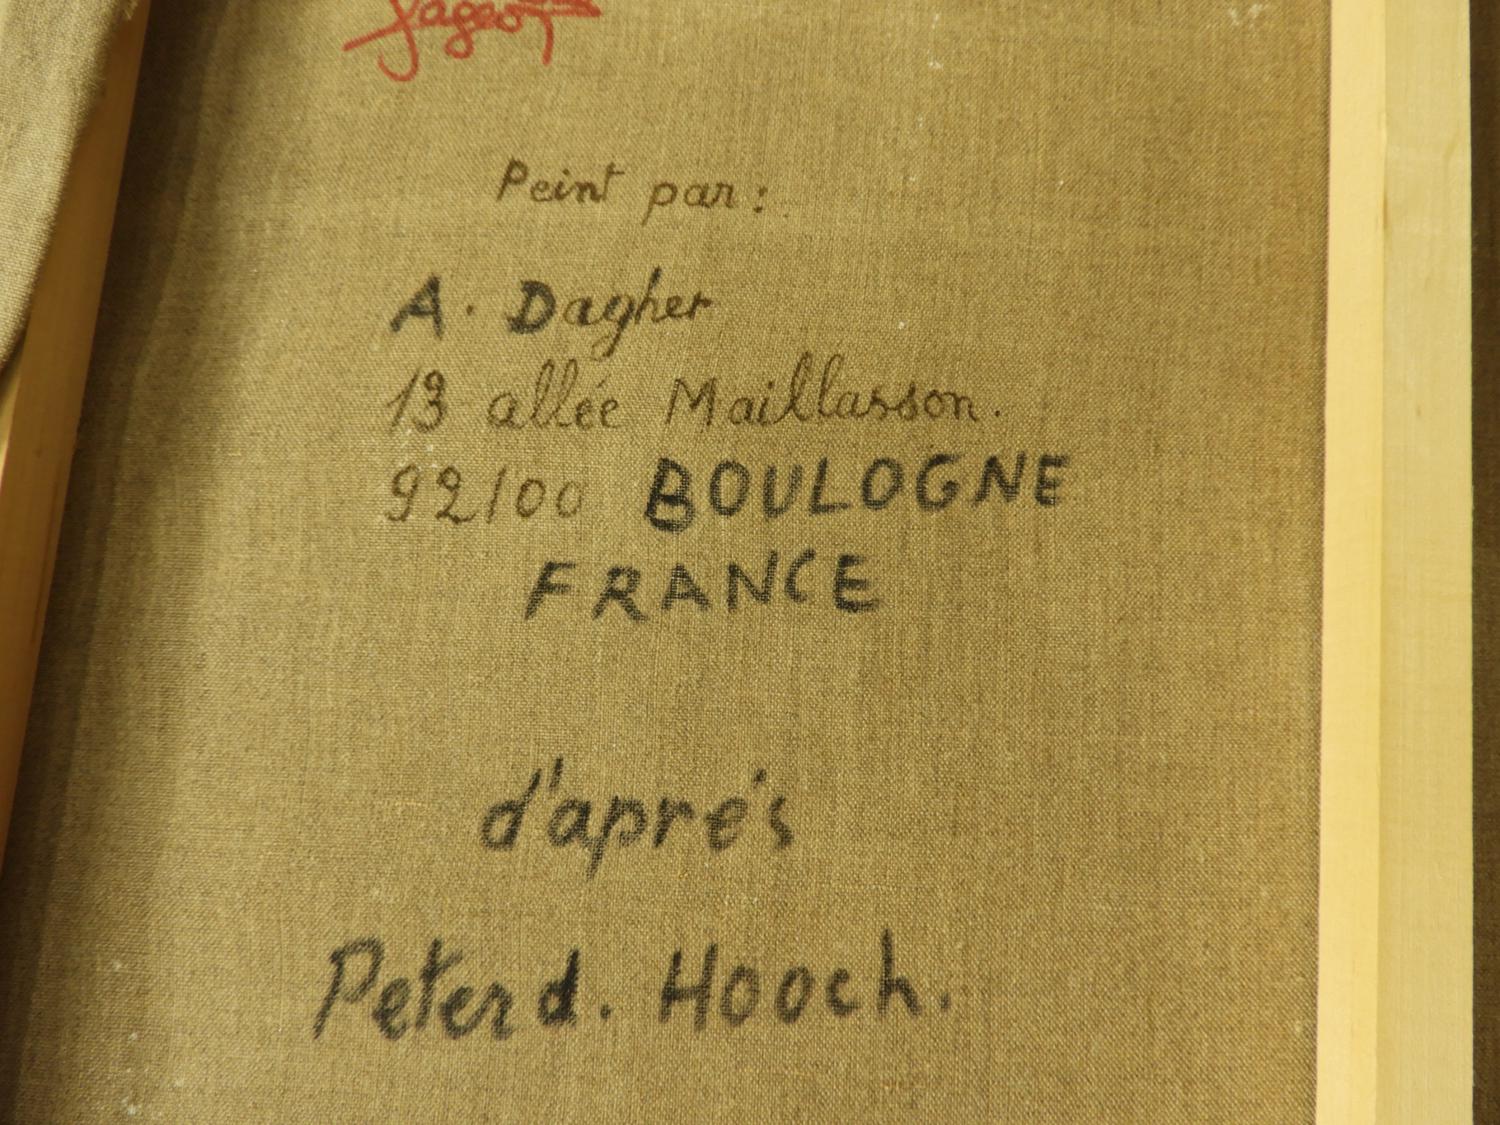 Peint par:
A. Dagher
13 allée Maillasson.
92100 BOULOGNE
FRANCE
d'aprés
Peter d. Hooch.